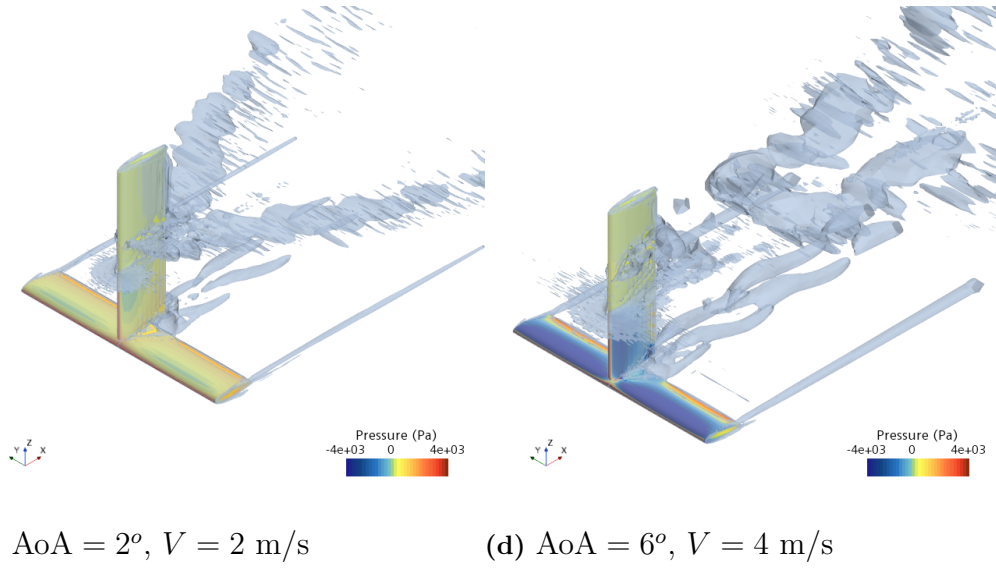 Z
Y X
Pressure (Pa)
-4e+03 0 4e+03
Z
Y X
Pressure (Pa)
-4e+03 0 4e+03
AoA = 2°, V = 2 m/s
(d) AoA = 6°, V = 4 m/s